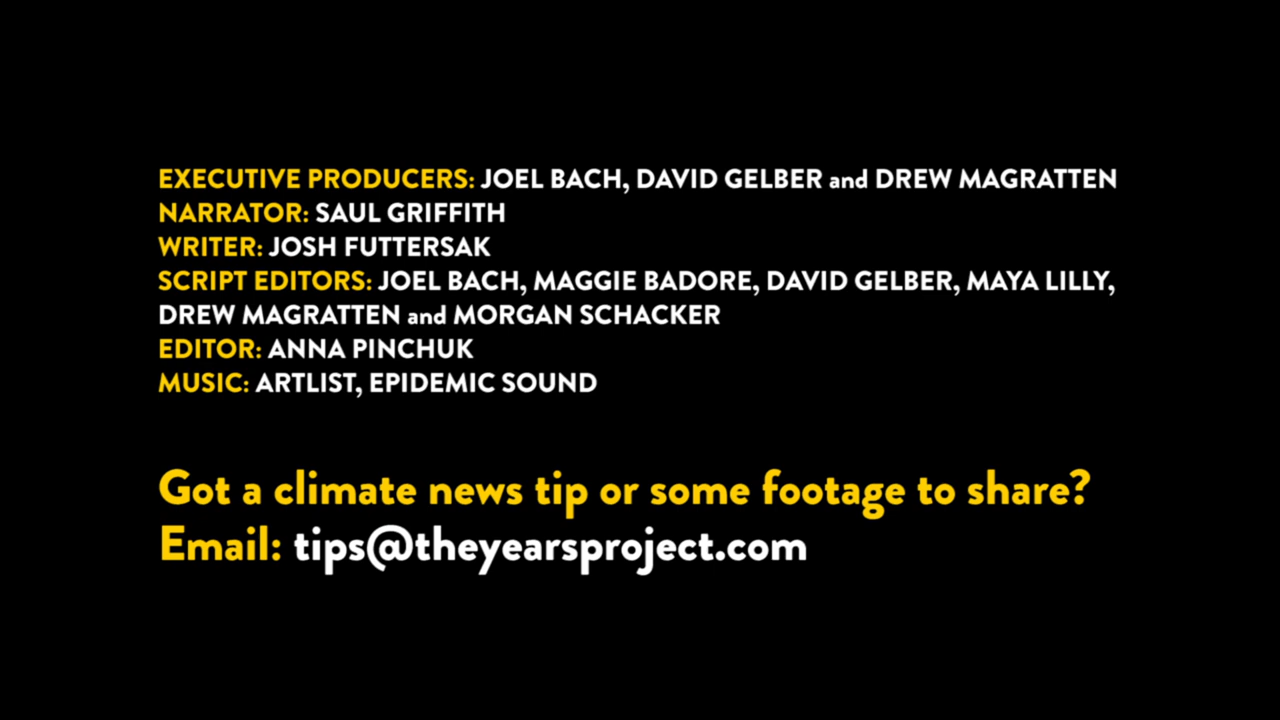 EXECUTIVE PRODUCERS: JOEL BACH, DAVID GELBER and DREW MAGRATTEN
NARRATOR: SAUL GRIFFITH
WRITER: JOSH FUTTERSAK
SCRIPT EDITORS: JOEL BACH, MAGGIE BADORE, DAVID GELBER, MAYA LILLY,
DREW MAGRATTEN and MORGAN SCHACKER
EDITOR: ANNA PINCHUK
MUSIC: ARTLIST, EPIDEMIC SOUND
Got a climate news tip or some footage to share?
Email: tips@theyearsproject.com